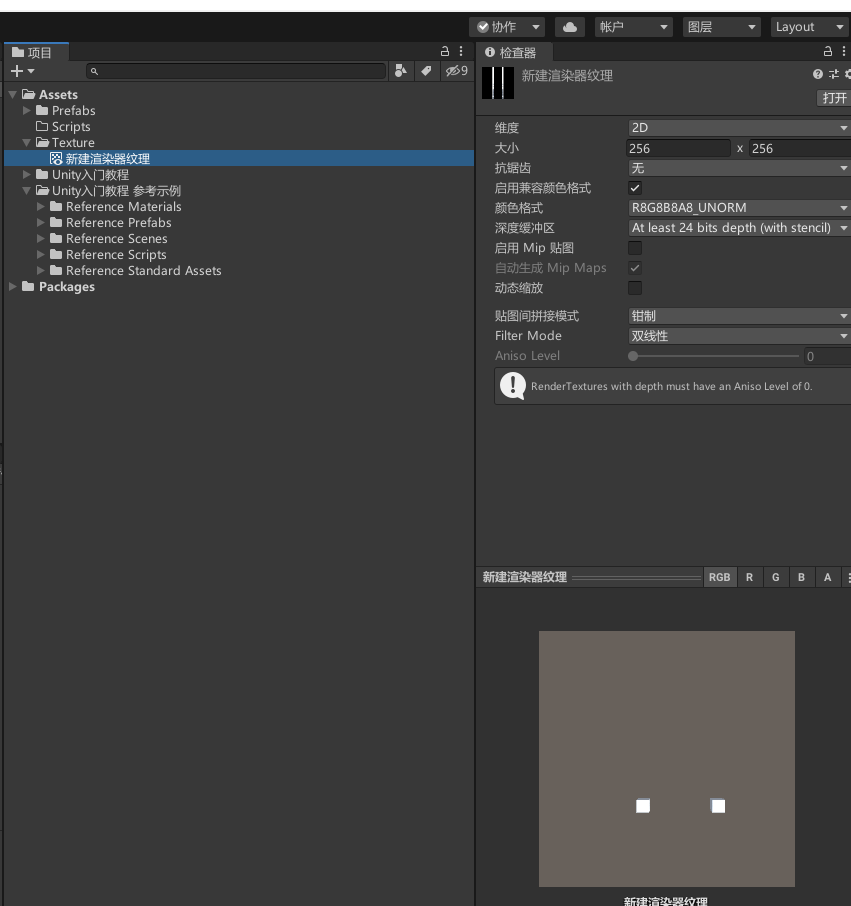 协作 帐户 图层 Layout
项目
9
Assets
Prefabs
Scripts
Texture
新建渲染器纹理
Unity入门教程
Unity入门教程 参考示例
Reference Materials
Reference Prefabs
Reference Scenes
Reference Scripts
Reference Standard Assets
Packages
检查器
新建渲染器纹理
打开
维度 2D
大小 256 x 256
抗锯齿 无
启用兼容颜色格式
颜色格式 R8G8B8A8_UNORM
深度缓冲区 At least 24 bits depth (with stencil)
启用 Mip 贴图
自动生成 Mip Maps
动态缩放
贴图间拼接模式 钳制
Filter Mode 双线性
Aniso Level 0
RenderTextures with depth must have an Aniso Level of 0.
新建渲染器纹理 RGB R G B A
新建渲染器纹理